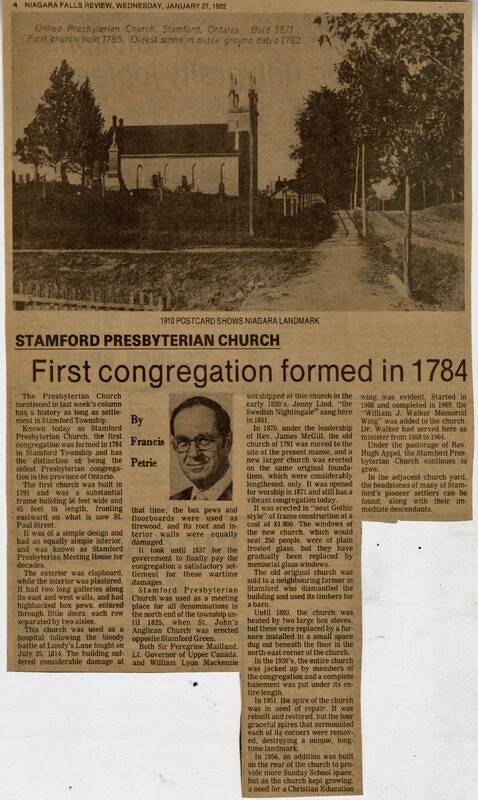 4 NIAGARA FALLS REVIEW, WEDNESDAY, JANUARY 27, 1982
United Presbyterian Church, Stamford, Ontario. Built 1871
First church built 1785. Oldest stone in burial ground dated 1792
1910 POSTCARD SHOWS NIAGARA LANDMARK
STAMFORD PRESBYTERIAN CHURCH
First congregation formed in 1784
The Presbyterian Church
mentioned in last week's column
has a history as long as settle-
ment in Stamford Township.
Known today as Stamford
Presbyterian Church, the first
congregation was formed in 1784
in Stamford Township and has
the distinction of being the
oldest Presbyterian congrega-
tion in the province of Ontario.
The first church was built in
1791 and was a substantial
frame building 56 feet wide and
45 feet in length, fronting
eastward on what is now St.
Paul Street.
It was of a simple design and
had an equally simple interior,
and was known as Stamford
Presbyterian Meeting House for
decades.
The exterior was clapboard,
while the interior was plastered.
It had two long galleries along
its east and west walls, and had
highbacked box pews, entered
through little doors, each row
separated by two aisles.
This church was used as a
hospital following the bloody
battle at Lundy's Lane fought on
July 25, 1814. The building suf-
fered considerable damage at
By
Francis
Petrie
that time; the box pews and
floorboards were used as
firewood, and its roof and in-
terior walls were equally
damaged.
It took until 1837 for the
government to finally pay the
congregation a satisfactory set-
tlement for these wartime
damages.
Stamford Presbyterian
Church was used as a meeting
place for all denominations in
the north end of the township un-
til 1825, when St. John's
Anglican Church was erected
opposite Stamford Green.
Both Sir Peregrine Maitland,
Lt. Governor of Upper Canada,
and William Lyon Mackenzie
worshipped at this church in the
early 1820's. Jenny Lind, "the
Swedish Nightingale" sang here
in 1851.
In 1870, under the leadership
of Rev. James McGill, the old
church of 1791 was moved to the
site of the present manse, and a
new larger church was erected
on the same original founda-
tions, which were considerably
lengthened, only. It was opened
for worship in 1871 and still has a
vibrant congregation today.
It was erected in "neat Gothic
style" of frame construction at a
cost of $1,800. The windows of
the new church, which would
seat 250 people, were of plain
frosted glass, but they have
gradually been replaced by
memorial glass windows.
The old original church was
sold to a neighbouring farmer in
Stamford who dismantled the
building and used its timbers for
a barn.
Until 1893, the church was
heated by two large box stoves,
but these were replaced by a fur-
nace installed in a small space
dug out beneath the floor in the
north-east corner of the church.
In the 1930's, the entire church
was jacked up by members of
the congregation and a complete
basement was put under its en-
tire length.
In 1951, the spire of the church
was in need of repair. It was
rebuilt and restored, but the four
graceful spires that surmounted
each of its corners were remov-
ed, destroying a unique, long-
time landmark.
In 1956, an addition was built
on the rear of the church to pro-
vide more Sunday School space,
but as the church kept growing,
a need for a Christian Education
wing was evident. Started in
1968 and completed in 1969, the
"William J. Walker Memorial
Wing" was added to the church.
Dr. Walker had served here as
minister from 1958 to 1964.
Under the pastorate of Rev.
Hugh Appel, the Stamford Pres-
byterian Church continues to
grow.
In the adjacent church yard,
the headstones of many of Stam-
ford's pioneer settlers can be
found, along with their im-
mediate descendants.